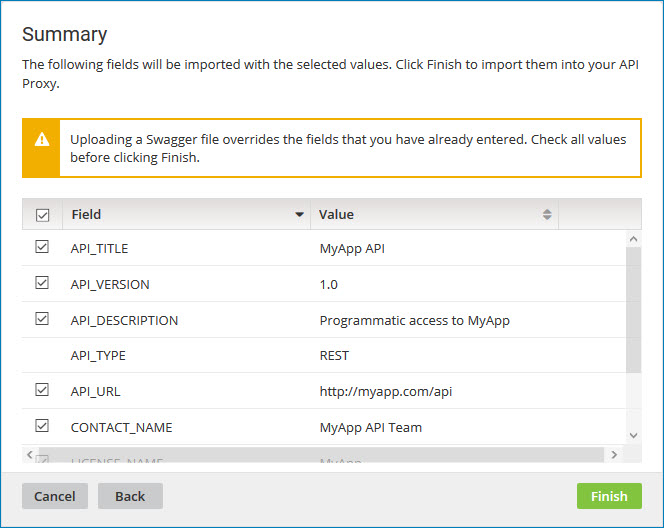 Summary
The following fields will be imported with the selected values. Click Finish to import them into your API
Proxy.
Uploading a Swagger file overrides the fields that you have already entered. Check all values
before clicking Finish.
Field Value
API_TITLE MyApp API
API_VERSION 1.0
API_DESCRIPTION Programmatic access to MyApp
API_TYPE REST
API_URL http://myapp.com/api
CONTACT_NAME MyApp API Team
LICENSE_NAME MyApp
Cancel Back Finish